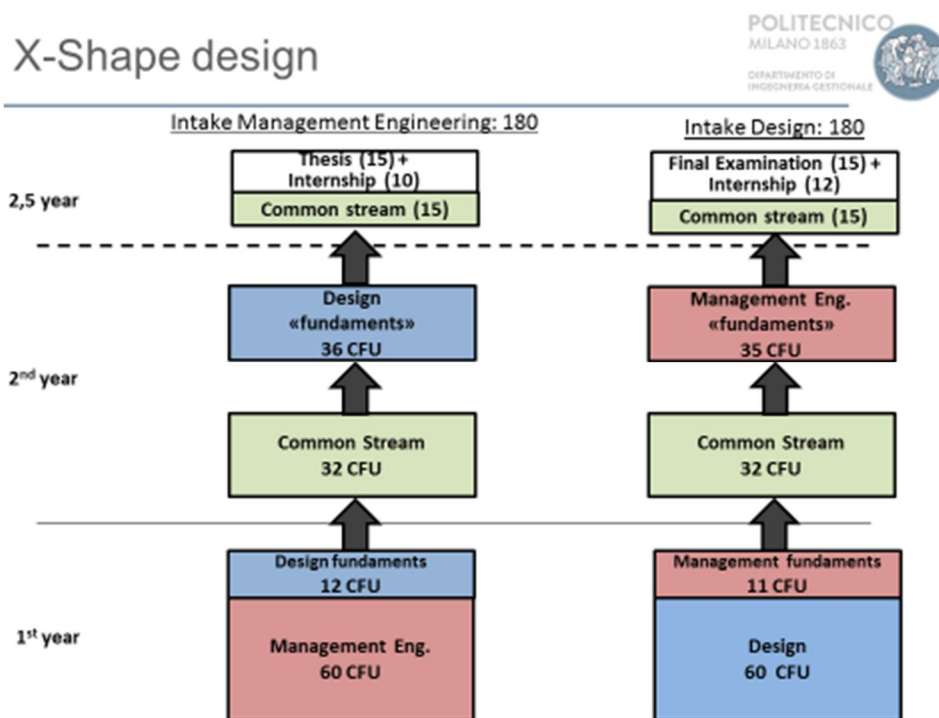 POLITECNICO
MILANO 1863
DIPARTIMENTO DI
INGEGNERIA GESTIONALE
X-Shape design
Intake Management Engineering: 180
Intake Design: 180
2,5 year
Thesis (15) +
Internship (10)
Common stream (15)
Final Examination (15) +
Internship (12)
Common stream (15)
2nd year
Design
«fundaments»
36 CFU
Management Eng.
«fundaments»
35 CFU
Common Stream
32 CFU
Common Stream
32 CFU
1st year
Design fundaments
12 CFU
Management Eng.
60 CFU
Management fundaments
11 CFU
Design
60 CFU